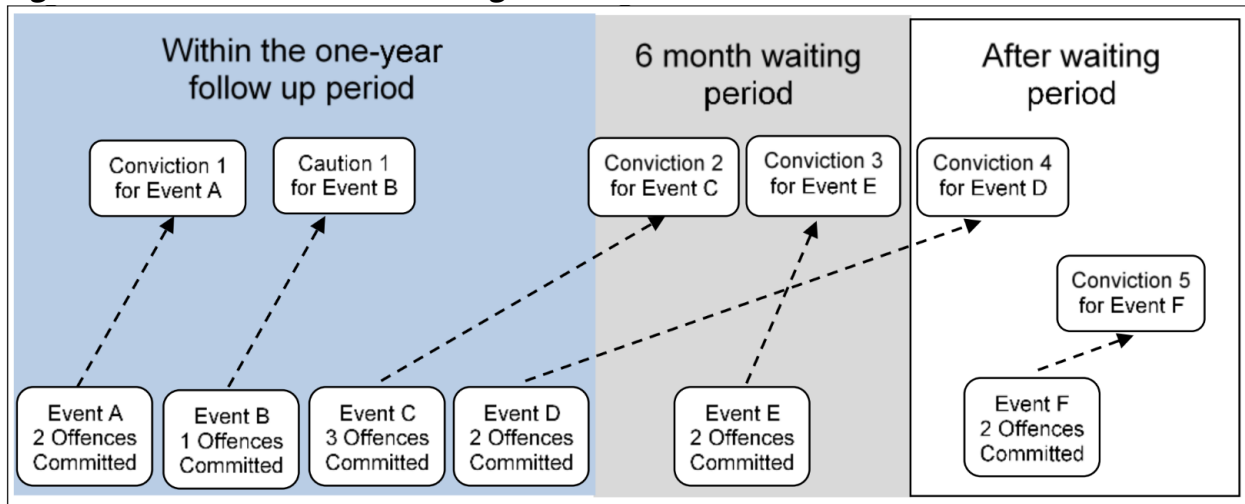 Within the one-year
follow up period
6 month waiting
period
After waiting
period
Conviction 1
for Event A
Caution 1
for Event B
Conviction 2
for Event C
Conviction 3
for Event E
Conviction 4
for Event D
Conviction 5
for Event F
Event A
2 Offences
Committed
Event B
1 Offences
Committed
Event C
3 Offences
Committed
Event D
2 Offences
Committed
Event E
2 Offences
Committed
Event F
2 Offences
Committed